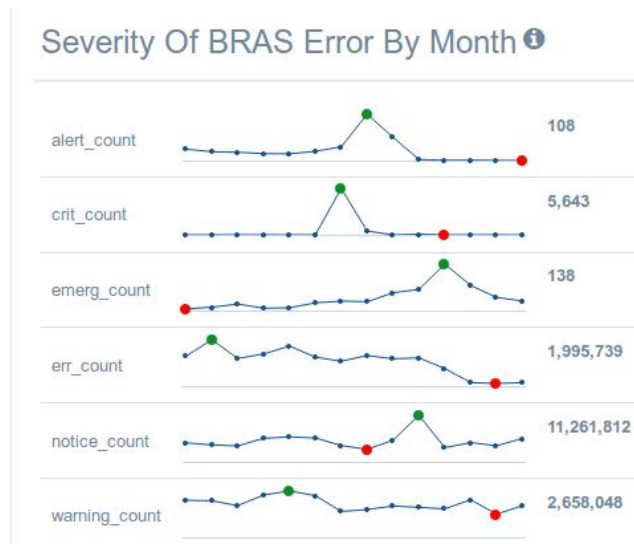 Severity Of BRAS Error By Month
alert_count 108
crit_count 5,643
emerg_count 138
err_count 1,995,739
notice_count 11,261,812
warning_count 2,658,048